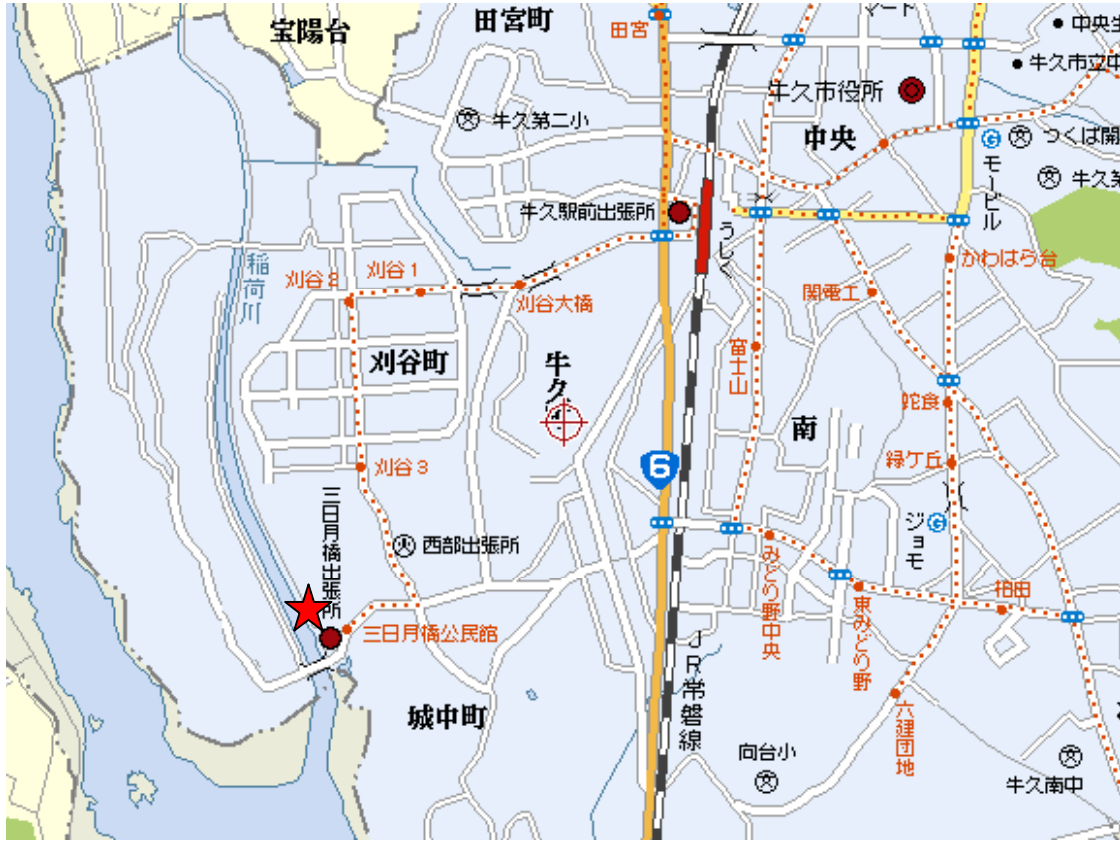 宝陽台
田宮町
田宮
マート
中央
牛久市立中
牛久市役所
牛久第二小
中央
つくば開
モービル
牛久第
牛久駅前出張所
うしく
稲荷川
刈谷2
刈谷1
刈谷大橋
かわはら台
関電工
富士山
刈谷町
牛久
蛇食
南
刈谷3
緑ケ丘
6
三日月橋出張所
西部出張所
ジョモ
みどり野中央
東みどり野
柏田
三日月橋公民館
JR常磐線
城中町
六建団地
向台小
牛久南中